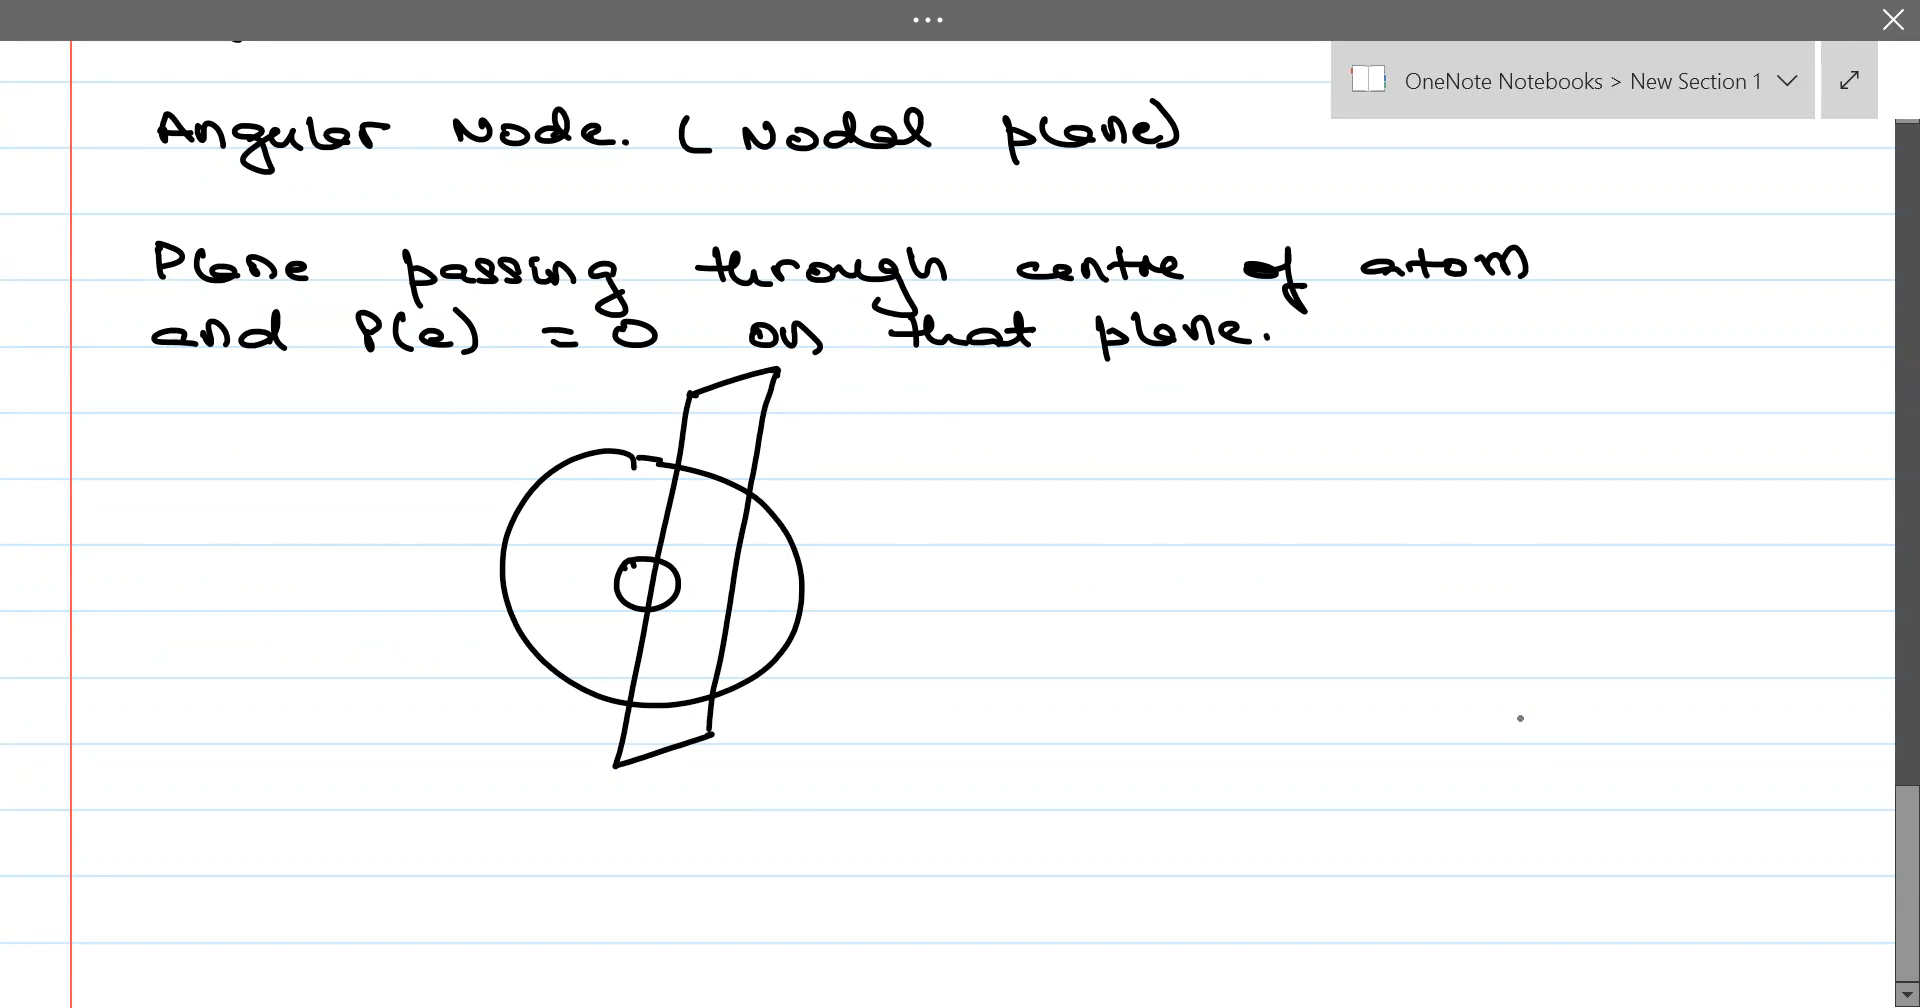 OneNote Notebooks > New Section 1
Angular Node. (Nodal plane)
Plane passing through centre of atom
and P(e) = 0 on that plane.